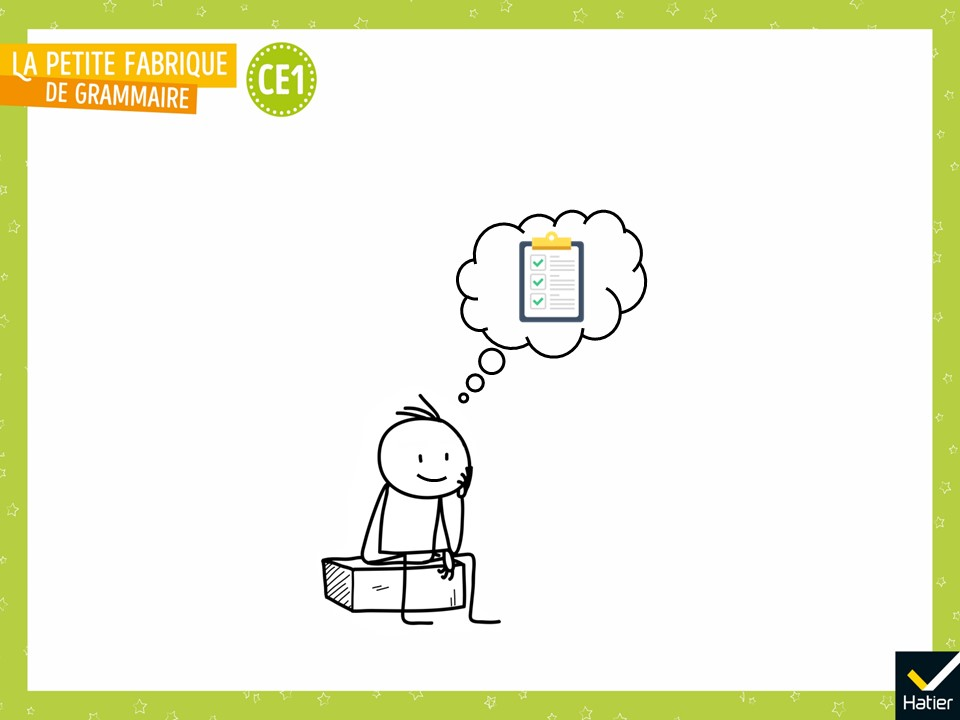 LA PETITE FABRIQUE
DE GRAMMAIRE
CE1
Hatier